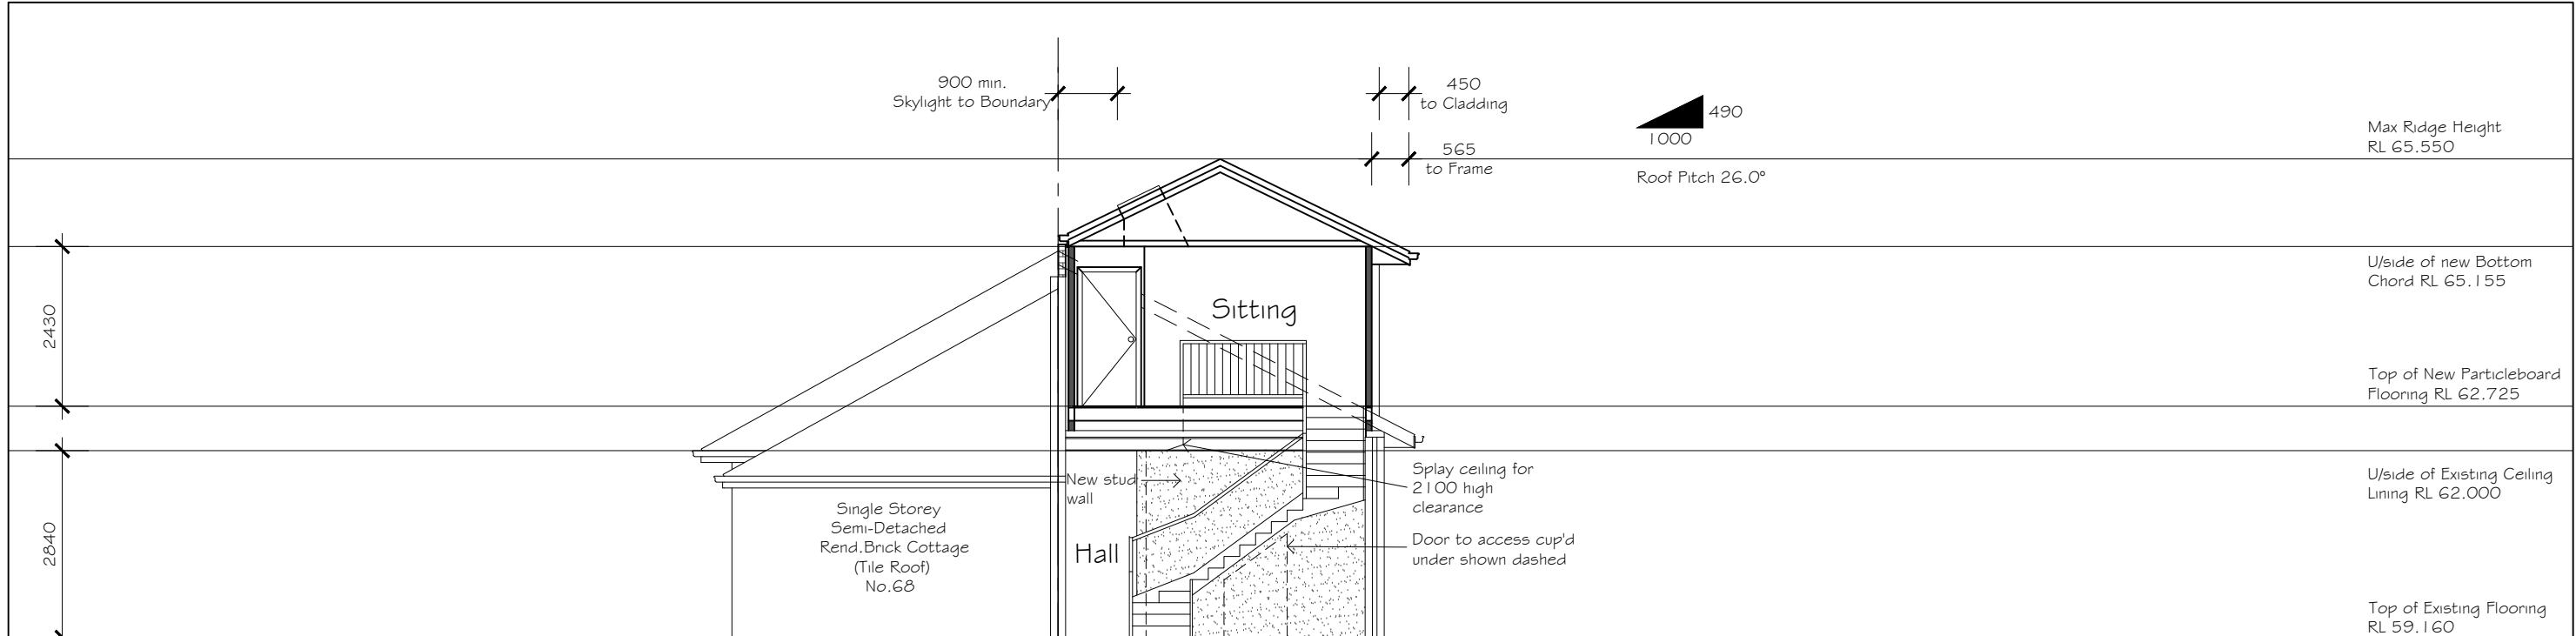 900 min.
Skylight to Boundary
450
to Cladding
490
1000
565
to Frame
Roof Pitch 26.0°
Max Ridge Height
RL 65.550
U/side of new Bottom
Chord RL 65.155
2430
Sitting
Top of New Particleboard
Flooring RL 62.725
New stud
wall
Splay ceiling for
2100 high
clearance
U/side of Existing Ceiling
Lining RL 62.000
Single Storey
Semi-Detached
Rend.Brick Cottage
(Tile Roof)
No.68
2840
Hall
Door to access cup'd
under shown dashed
Top of Existing Flooring
RL 59.160